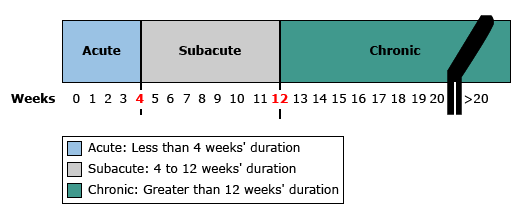 Acute Subacute Chronic
Weeks 0 1 2 3 4 5 6 7 8 9 10 11 12 13 14 15 16 17 18 19 20 >20
Acute: Less than 4 weeks' duration
Subacute: 4 to 12 weeks' duration
Chronic: Greater than 12 weeks' duration